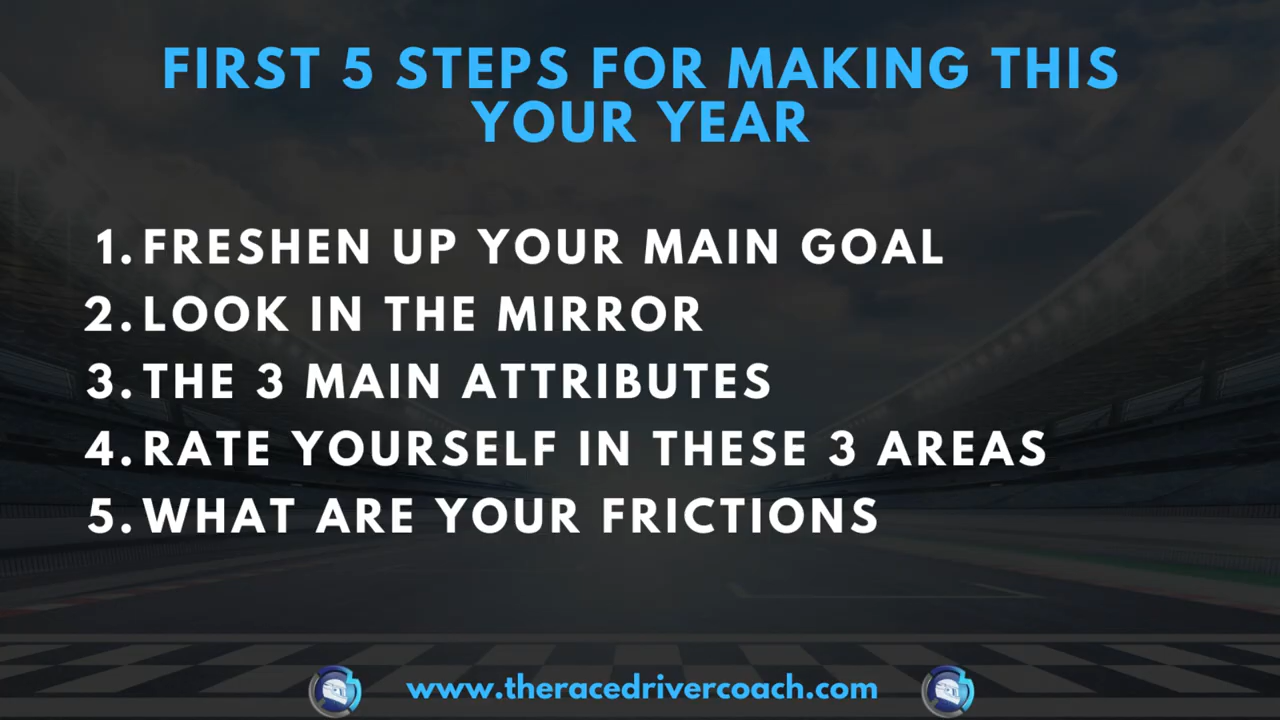 FIRST 5 STEPS FOR MAKING THIS
YOUR YEAR
1. FRESHEN UP YOUR MAIN GOAL
2. LOOK IN THE MIRROR
3. THE 3 MAIN ATTRIBUTES
4. RATE YOURSELF IN THESE 3 AREAS
5. WHAT ARE YOUR FRICTIONS
www.theracedrivercoach.com